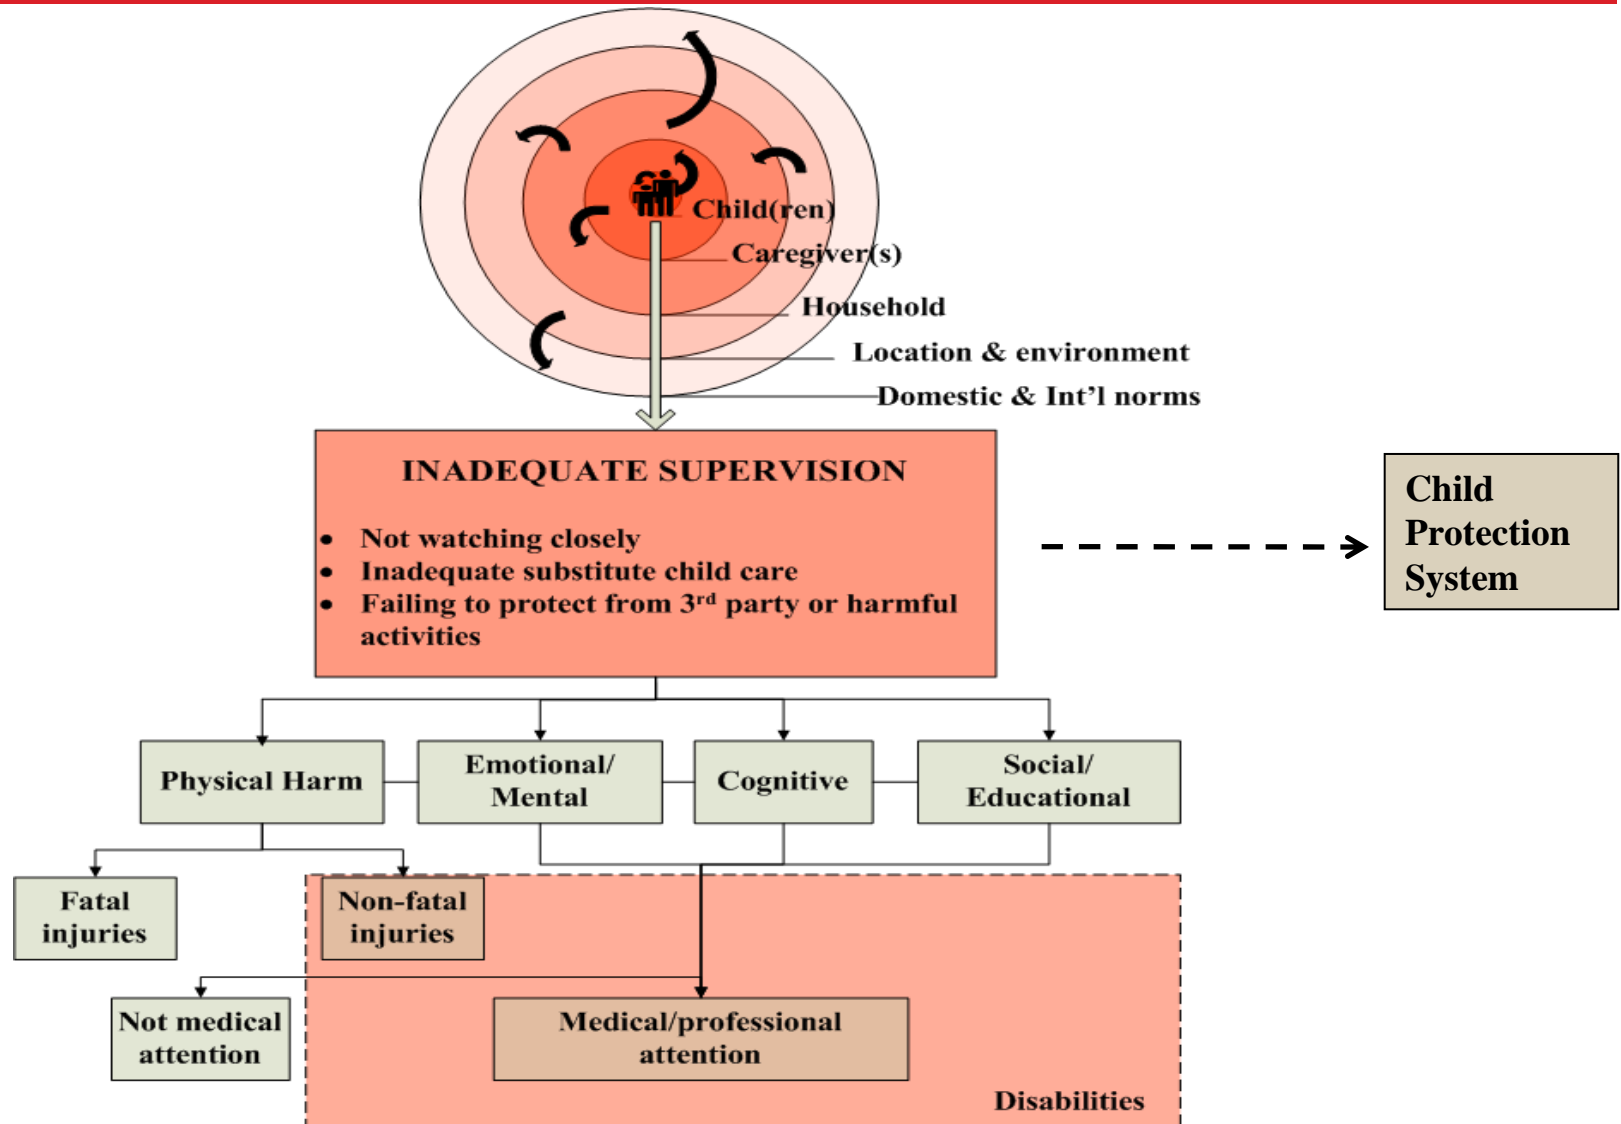 Child(ren)
Caregiver(s)
Household
Location & environment
Domestic & Int'l norms
INADEQUATE SUPERVISION
• Not watching closely
• Inadequate substitute child care
• Failing to protect from 3rd party or harmful
activities
Child
Protection
System
Physical Harm
Emotional/
Mental
Cognitive
Social/
Educational
Fatal
injuries
Non-fatal
injuries
Not medical
attention
Medical/professional
attention
Disabilities